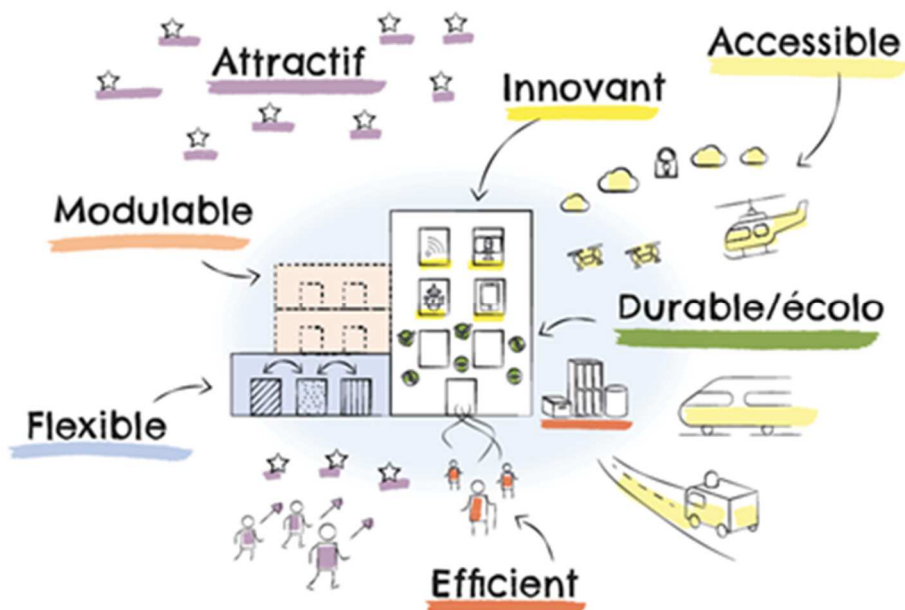 Attractif
Accessible
Innovant
Modulable
Durable/écolo
Flexible
Efficient